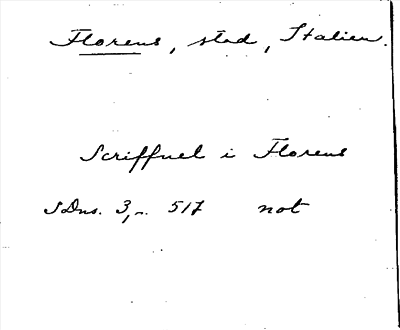 Florens, stad, Italien.
Scriffuel i Florens
SDns. 3, 517 not